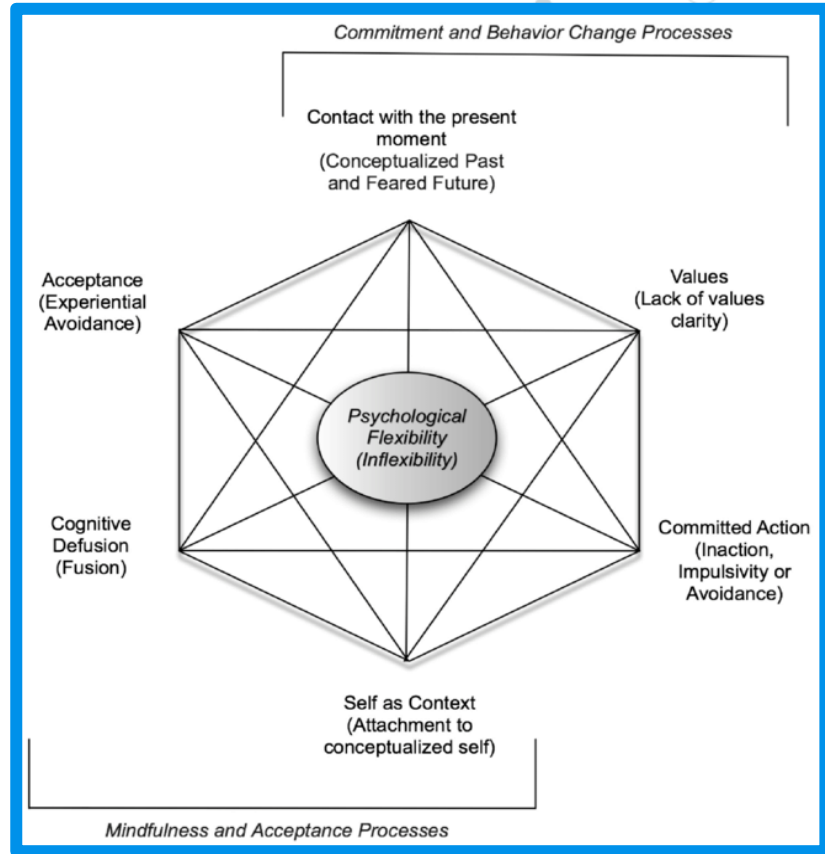 Commitment and Behavior Change Processes
Contact with the present
moment
(Conceptualized Past
and Feared Future)
Acceptance
(Experiential
Avoidance)
Values
(Lack of values
clarity)
Psychological
Flexibility
(Inflexibility)
Cognitive
Defusion
(Fusion)
Committed Action
(Inaction,
Impulsivity or
Avoidance)
Self as Context
(Attachment to
conceptualized self)
Mindfulness and Acceptance Processes